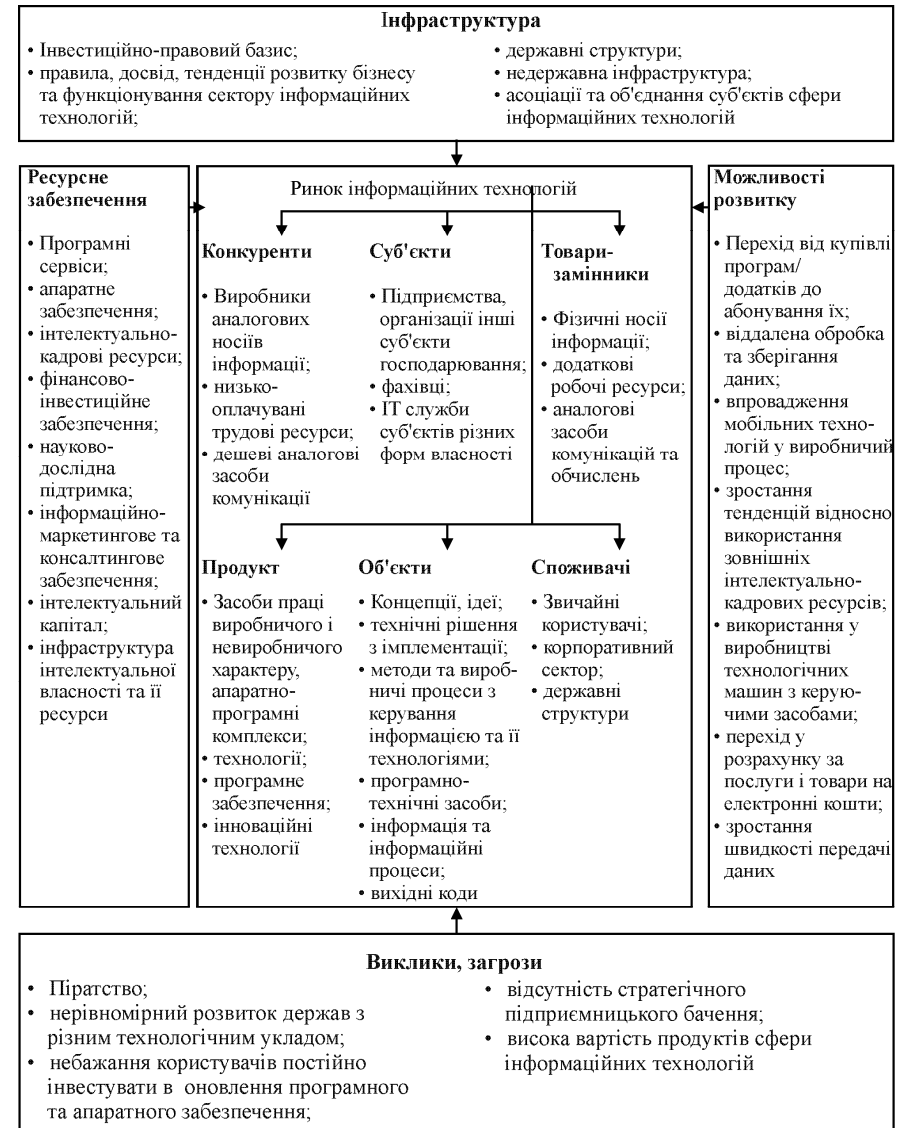 Інфраструктура
• Інвестиційно-правовий базис;
• правила, досвід, тенденції розвитку бізнесу
та функціонування сектору інформаційних
технологій;
• державні структури;
• недержавна інфраструктура;
• асоціації та об'єднання суб'єктів сфери
інформаційних технологій
Ресурсне
забезпечення
• Програмні
сервіси;
• апаратне
забезпечення;
• інтелектуально-
кадрові ресурси;
• фінансово-
інвестиційне
забезпечення;
• науково-
дослідна
підтримка;
• інформаційно-
маркетингове та
консалтингове
забезпечення;
• інтелектуальний
капітал;
• інфраструктура
інтелектуальної
власності та її
ресурси
Ринок інформаційних технологій
Конкуренти
• Виробники
аналогових
носіїв
інформації;
• низько-
оплачувані
трудові ресурси;
• дешеві аналогові
засоби
комунікації
Суб'єкти
• Підприємства,
організації інші
суб'єкти
господарювання;
• фахівці;
• ІТ служби
суб'єктів різних
форм власності
Товари-
замінники
• Фізичні носії
інформації;
• додаткові
робочі ресурси;
• аналогові
засоби
комунікацій та
обчислень
Продукт
• Засоби праці
виробничого і
невиробничого
характеру,
апаратно-
програмні
комплекси;
• технології;
• програмне
забезпечення;
• інноваційні
технології
Об'єкти
• Концепції, ідеї;
• технічні рішення
з імплементації;
• методи та вироб-
ничі процеси з
керування
інформацією та її
технологіями;
• програмно-
технічні засоби;
• інформація та
інформаційні
процеси;
• вихідні коди
Споживачі
• Звичайні
користувачі;
• корпоративний
сектор;
• державні
структури
Можливості
розвитку
• Перехід від купівлі
програм/
додатків до
абонування їх;
• віддалена обробка
та зберігання
даних;
• впровадження
мобільних техно-
логій у виробничий
процес;
• зростання
тенденцій відносно
використання
зовнішніх
інтелектуально-
кадрових ресурсів;
• використання у
виробництві
технологічних
машин з керую-
чими засобами;
• перехід у
розрахунку за
послуги і товари на
електронні кошти;
• зростання
швидкості передачі
даних
Виклики, загрози
• Піратство;
• нерівномірний розвиток держав з
різним технологічним укладом;
• небажання користувачів постійно
інвестувати в оновлення програмного
та апаратного забезпечення;
• відсутність стратегічного
підприємницького бачення;
• висока вартість продуктів сфери
інформаційних технологій